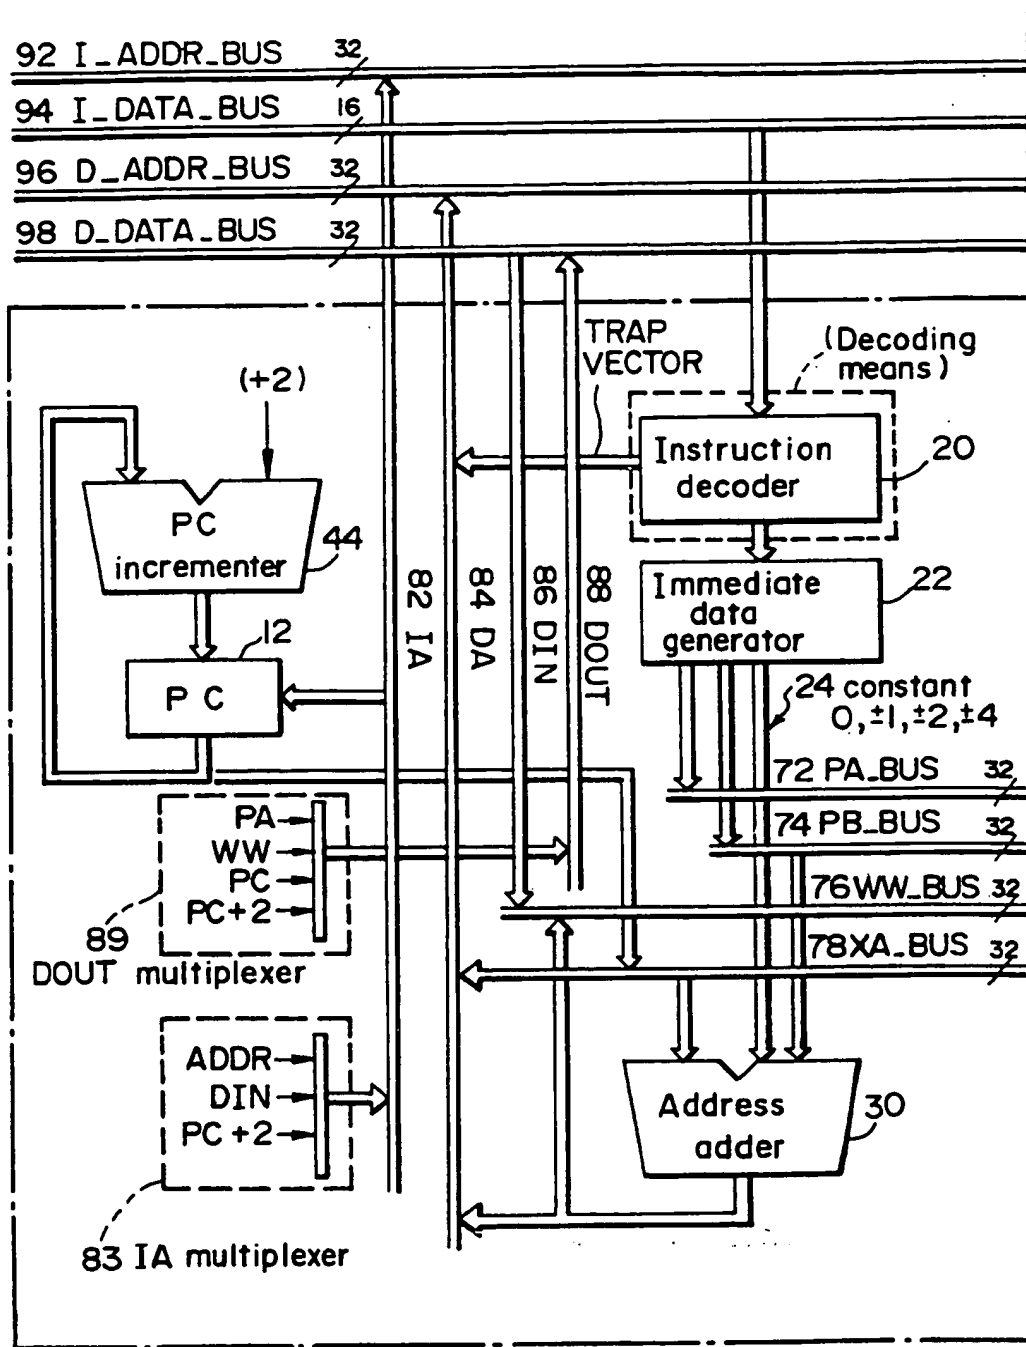 92 I_ADDR_BUS 32
94 I_DATA_BUS 16
96 D_ADDR_BUS 32
98 D_DATA_BUS 32
TRAP
VECTOR
(Decoding
means)
(+2)
Instruction
decoder
20
PC
incrementer
44
82 IA
84 DA
86 DIN
88 DOUT
Immediate
data
generator
22
12
PC
24 constant
0,±1,±2,±4
72 PA_BUS 32
74 PB_BUS 32
76 WW_BUS 32
78 XA_BUS 32
PA
WW
PC
PC+2
89
DOUT multiplexer
ADDR
DIN
PC+2
83 IA multiplexer
Address
adder
30